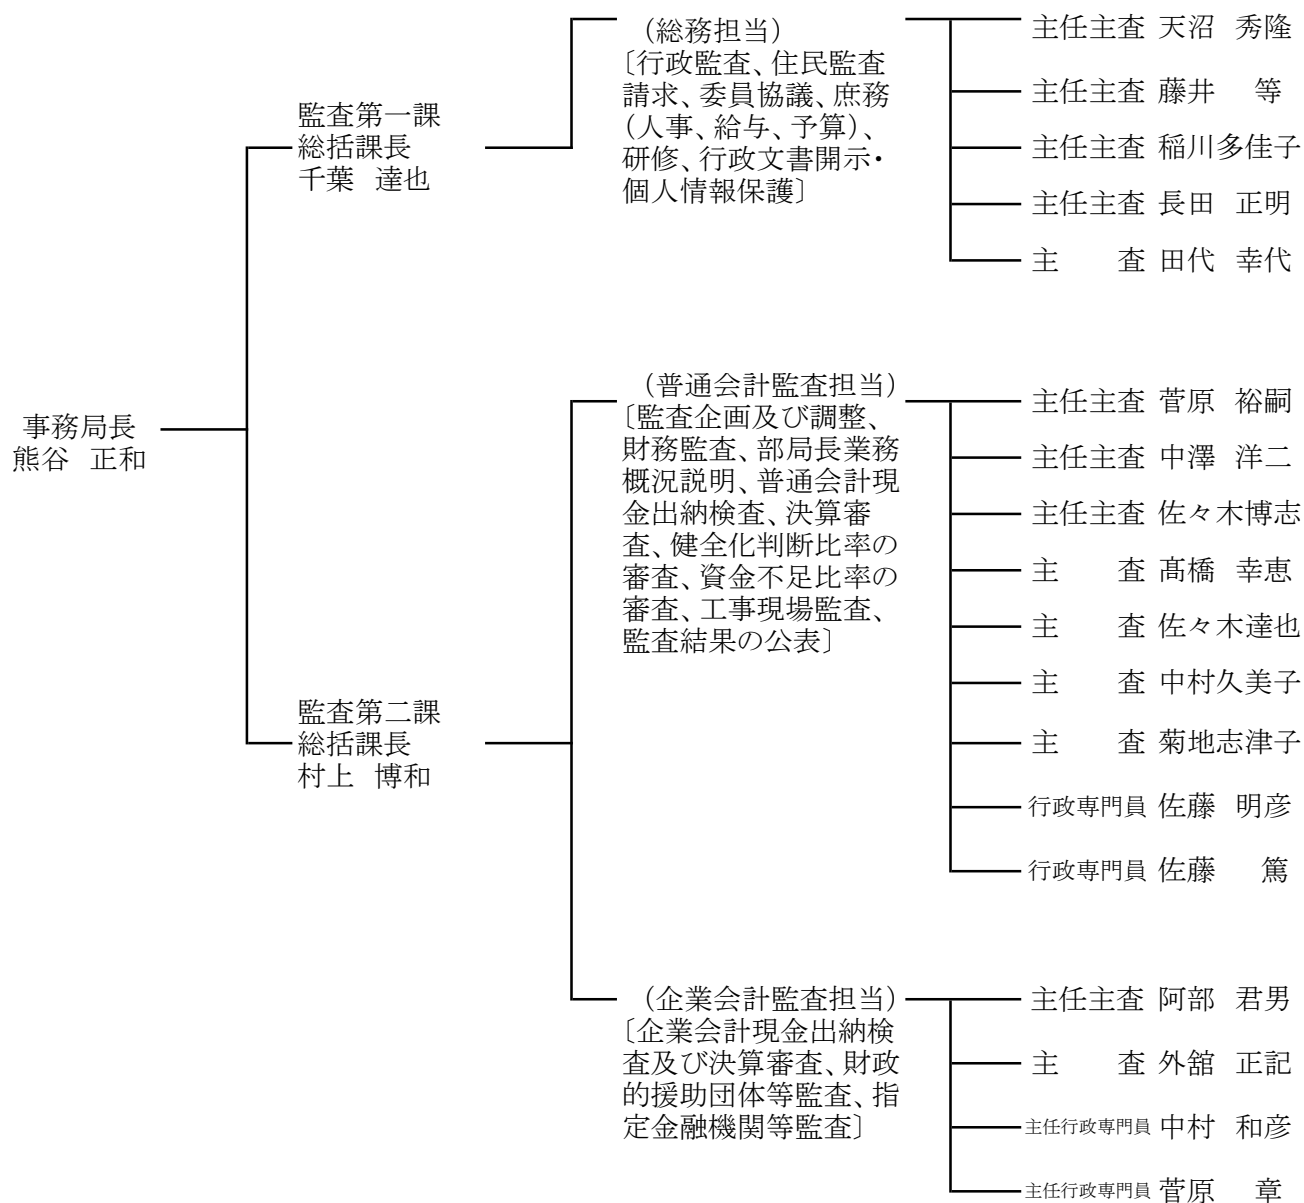 事務局長
熊谷 正和
監査第一課
総括課長
千葉 達也
（総務担当）
〔行政監査、住民監査
請求、委員協議、庶務
（人事、給与、予算）、
研修、行政文書開示・
個人情報保護〕
主任主査 天沼 秀隆
主任主査 藤井 等
主任主査 稲川多佳子
主任主査 長田 正明
主 査 田代 幸代
監査第二課
総括課長
村上 博和
（普通会計監査担当）
〔監査企画及び調整、
財務監査、部局長業務
概況説明、普通会計現
金出納検査、決算審
査、健全化判断比率の
審査、資金不足比率の
審査、工事現場監査、
監査結果の公表〕
主任主査 菅原 裕嗣
主任主査 中澤 洋二
主任主査 佐々木博志
主 査 髙橋 幸恵
主 査 佐々木達也
主 査 中村久美子
主 査 菊地志津子
行政専門員 佐藤 明彦
行政専門員 佐藤 篤
（企業会計監査担当）
〔企業会計現金出納検
査及び決算審査、財政
的援助団体等監査、指
定金融機関等監査〕
主任主査 阿部 君男
主 査 外舘 正記
主任行政専門員 中村 和彦
主任行政専門員 菅原 章